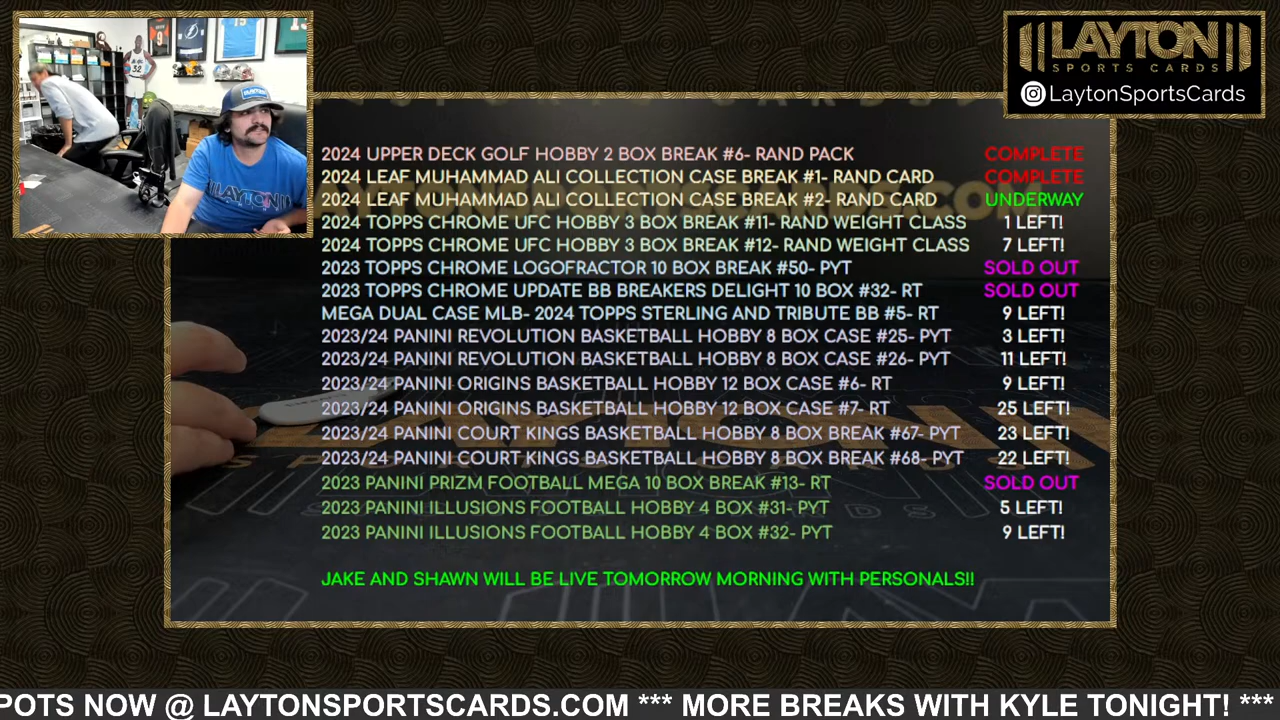 LAYTON
SPORTS CARDS
LaytonSportsCards
2024 UPPER DECK GOLF HOBBY 2 BOX BREAK #6- RAND PACK COMPLETE
2024 LEAF MUHAMMAD ALI COLLECTION CASE BREAK #1- RAND CARD COMPLETE
2024 LEAF MUHAMMAD ALI COLLECTION CASE BREAK #2- RAND CARD UNDERWAY
2024 TOPPS CHROME UFC HOBBY 3 BOX BREAK #11- RAND WEIGHT CLASS 1 LEFT!
2024 TOPPS CHROME UFC HOBBY 3 BOX BREAK #12- RAND WEIGHT CLASS 7 LEFT!
2023 TOPPS CHROME LOGOFRACTOR 10 BOX BREAK #50- PYT SOLD OUT
2023 TOPPS CHROME UPDATE BB BREAKERS DELIGHT 10 BOX #32- RT SOLD OUT
MEGA DUAL CASE MLB- 2024 TOPPS STERLING AND TRIBUTE BB #5- RT 9 LEFT!
2023/24 PANINI REVOLUTION BASKETBALL HOBBY 8 BOX CASE #25- PYT 3 LEFT!
2023/24 PANINI REVOLUTION BASKETBALL HOBBY 8 BOX CASE #26- PYT 11 LEFT!
2023/24 PANINI ORIGINS BASKETBALL HOBBY 12 BOX CASE #6- RT 9 LEFT!
2023/24 PANINI ORIGINS BASKETBALL HOBBY 12 BOX CASE #7- RT 25 LEFT!
2023/24 PANINI COURT KINGS BASKETBALL HOBBY 8 BOX BREAK #67- PYT 23 LEFT!
2023/24 PANINI COURT KINGS BASKETBALL HOBBY 8 BOX BREAK #68- PYT 22 LEFT!
2023 PANINI PRIZM FOOTBALL MEGA 10 BOX BREAK #13- RT SOLD OUT
2023 PANINI ILLUSIONS FOOTBALL HOBBY 4 BOX #31- PYT 5 LEFT!
2023 PANINI ILLUSIONS FOOTBALL HOBBY 4 BOX #32- PYT 9 LEFT!
JAKE AND SHAWN WILL BE LIVE TOMORROW MORNING WITH PERSONALS!!
POTS NOW @ LAYTONSPORTSCARDS.COM *** MORE BREAKS WITH KYLE TONIGHT! ***